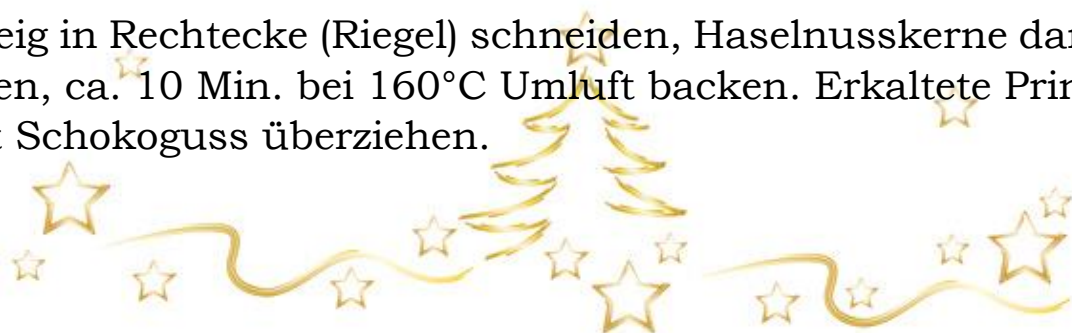 eig in Rechtecke (Riegel) schneiden, Haselnusskerne dar
en, ca. 10 Min. bei 160°C Umluft backen. Erkaltete Prin
t Schokoguss überziehen.